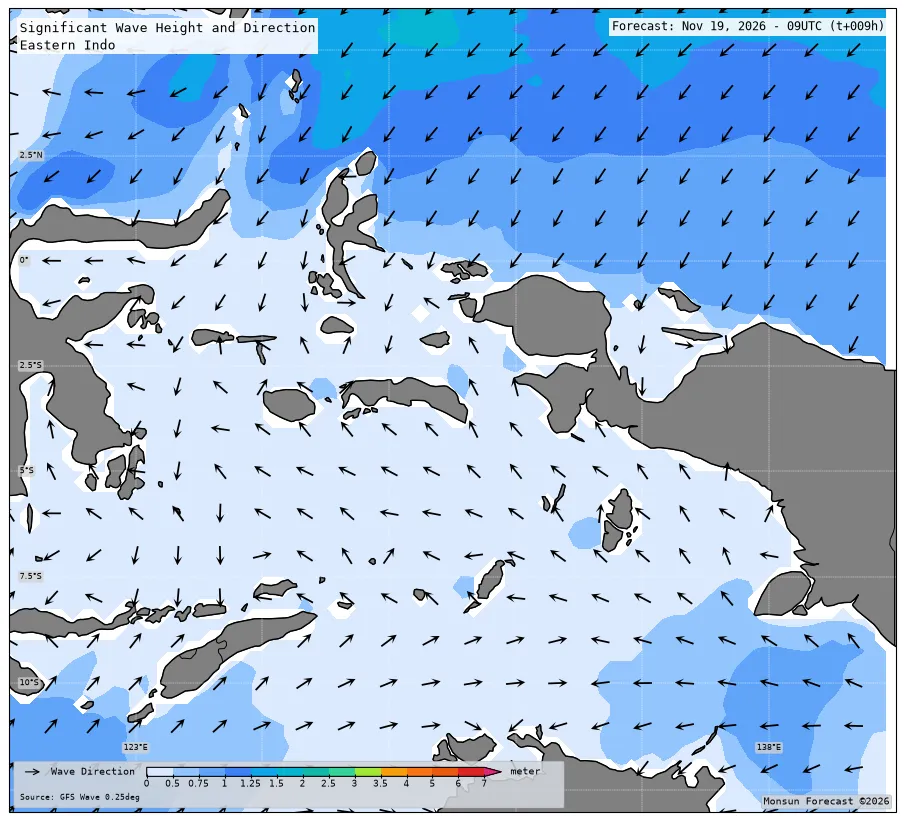 Significant Wave Height and Direction
Eastern Indo
Forecast: Nov 19, 2026 - 09UTC (t+009h)
2.5°N
0°
2.5°S
5°S
7.5°S
10°S
123°E
138°E
Wave Direction
meter
0 0.5 0.75 1 1.25 1.5 2 2.5 3 3.5 4 5 6 7
Source: GFS Wave 0.25deg
Monsun Forecast ©2026